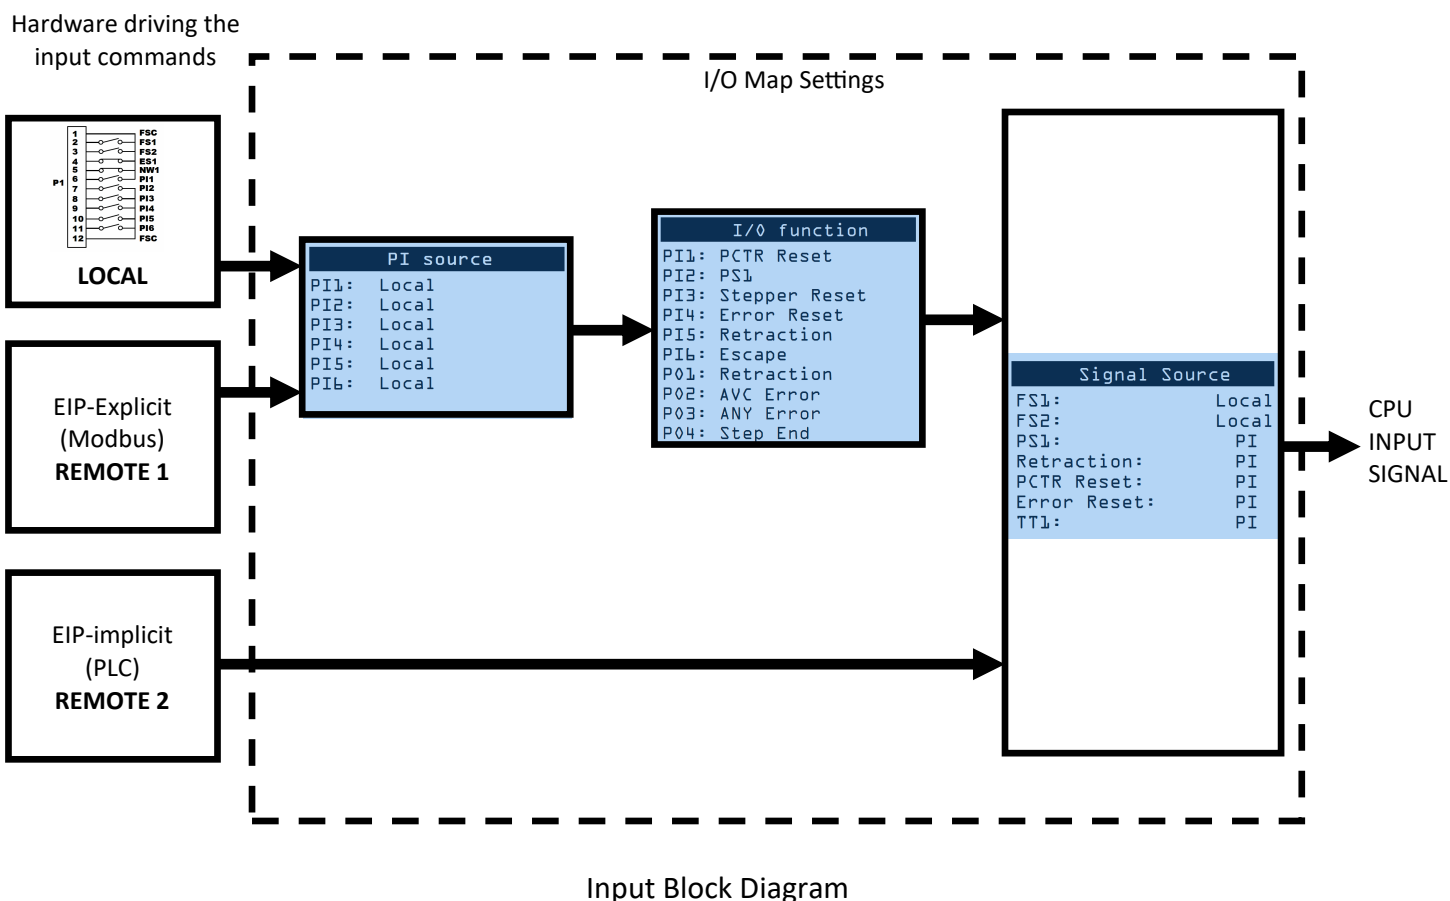 Hardware driving the
input commands
I/O Map Settings
P1
1 FSC
2 FS1
3 FS2
4 ES1
5 NW1
6 PI1
7 PI2
8 PI3
9 PI4
10 PI5
11 PI6
12 FSC
LOCAL
EIP-Explicit
(Modbus)
REMOTE 1
EIP-implicit
(PLC)
REMOTE 2
PI source
PI1: Local
PI2: Local
PI3: Local
PI4: Local
PI5: Local
PI6: Local
I/O function
PI1: PCTR Reset
PI2: PS1
PI3: Stepper Reset
PI4: Error Reset
PI5: Retraction
PI6: Escape
PO1: Retraction
PO2: AVC Error
PO3: ANY Error
PO4: Step End
Signal Source
FS1: Local
FS2: Local
PS1: PI
Retraction: PI
PCTR Reset: PI
Error Reset: PI
TT1: PI
CPU
INPUT
SIGNAL
Input Block Diagram